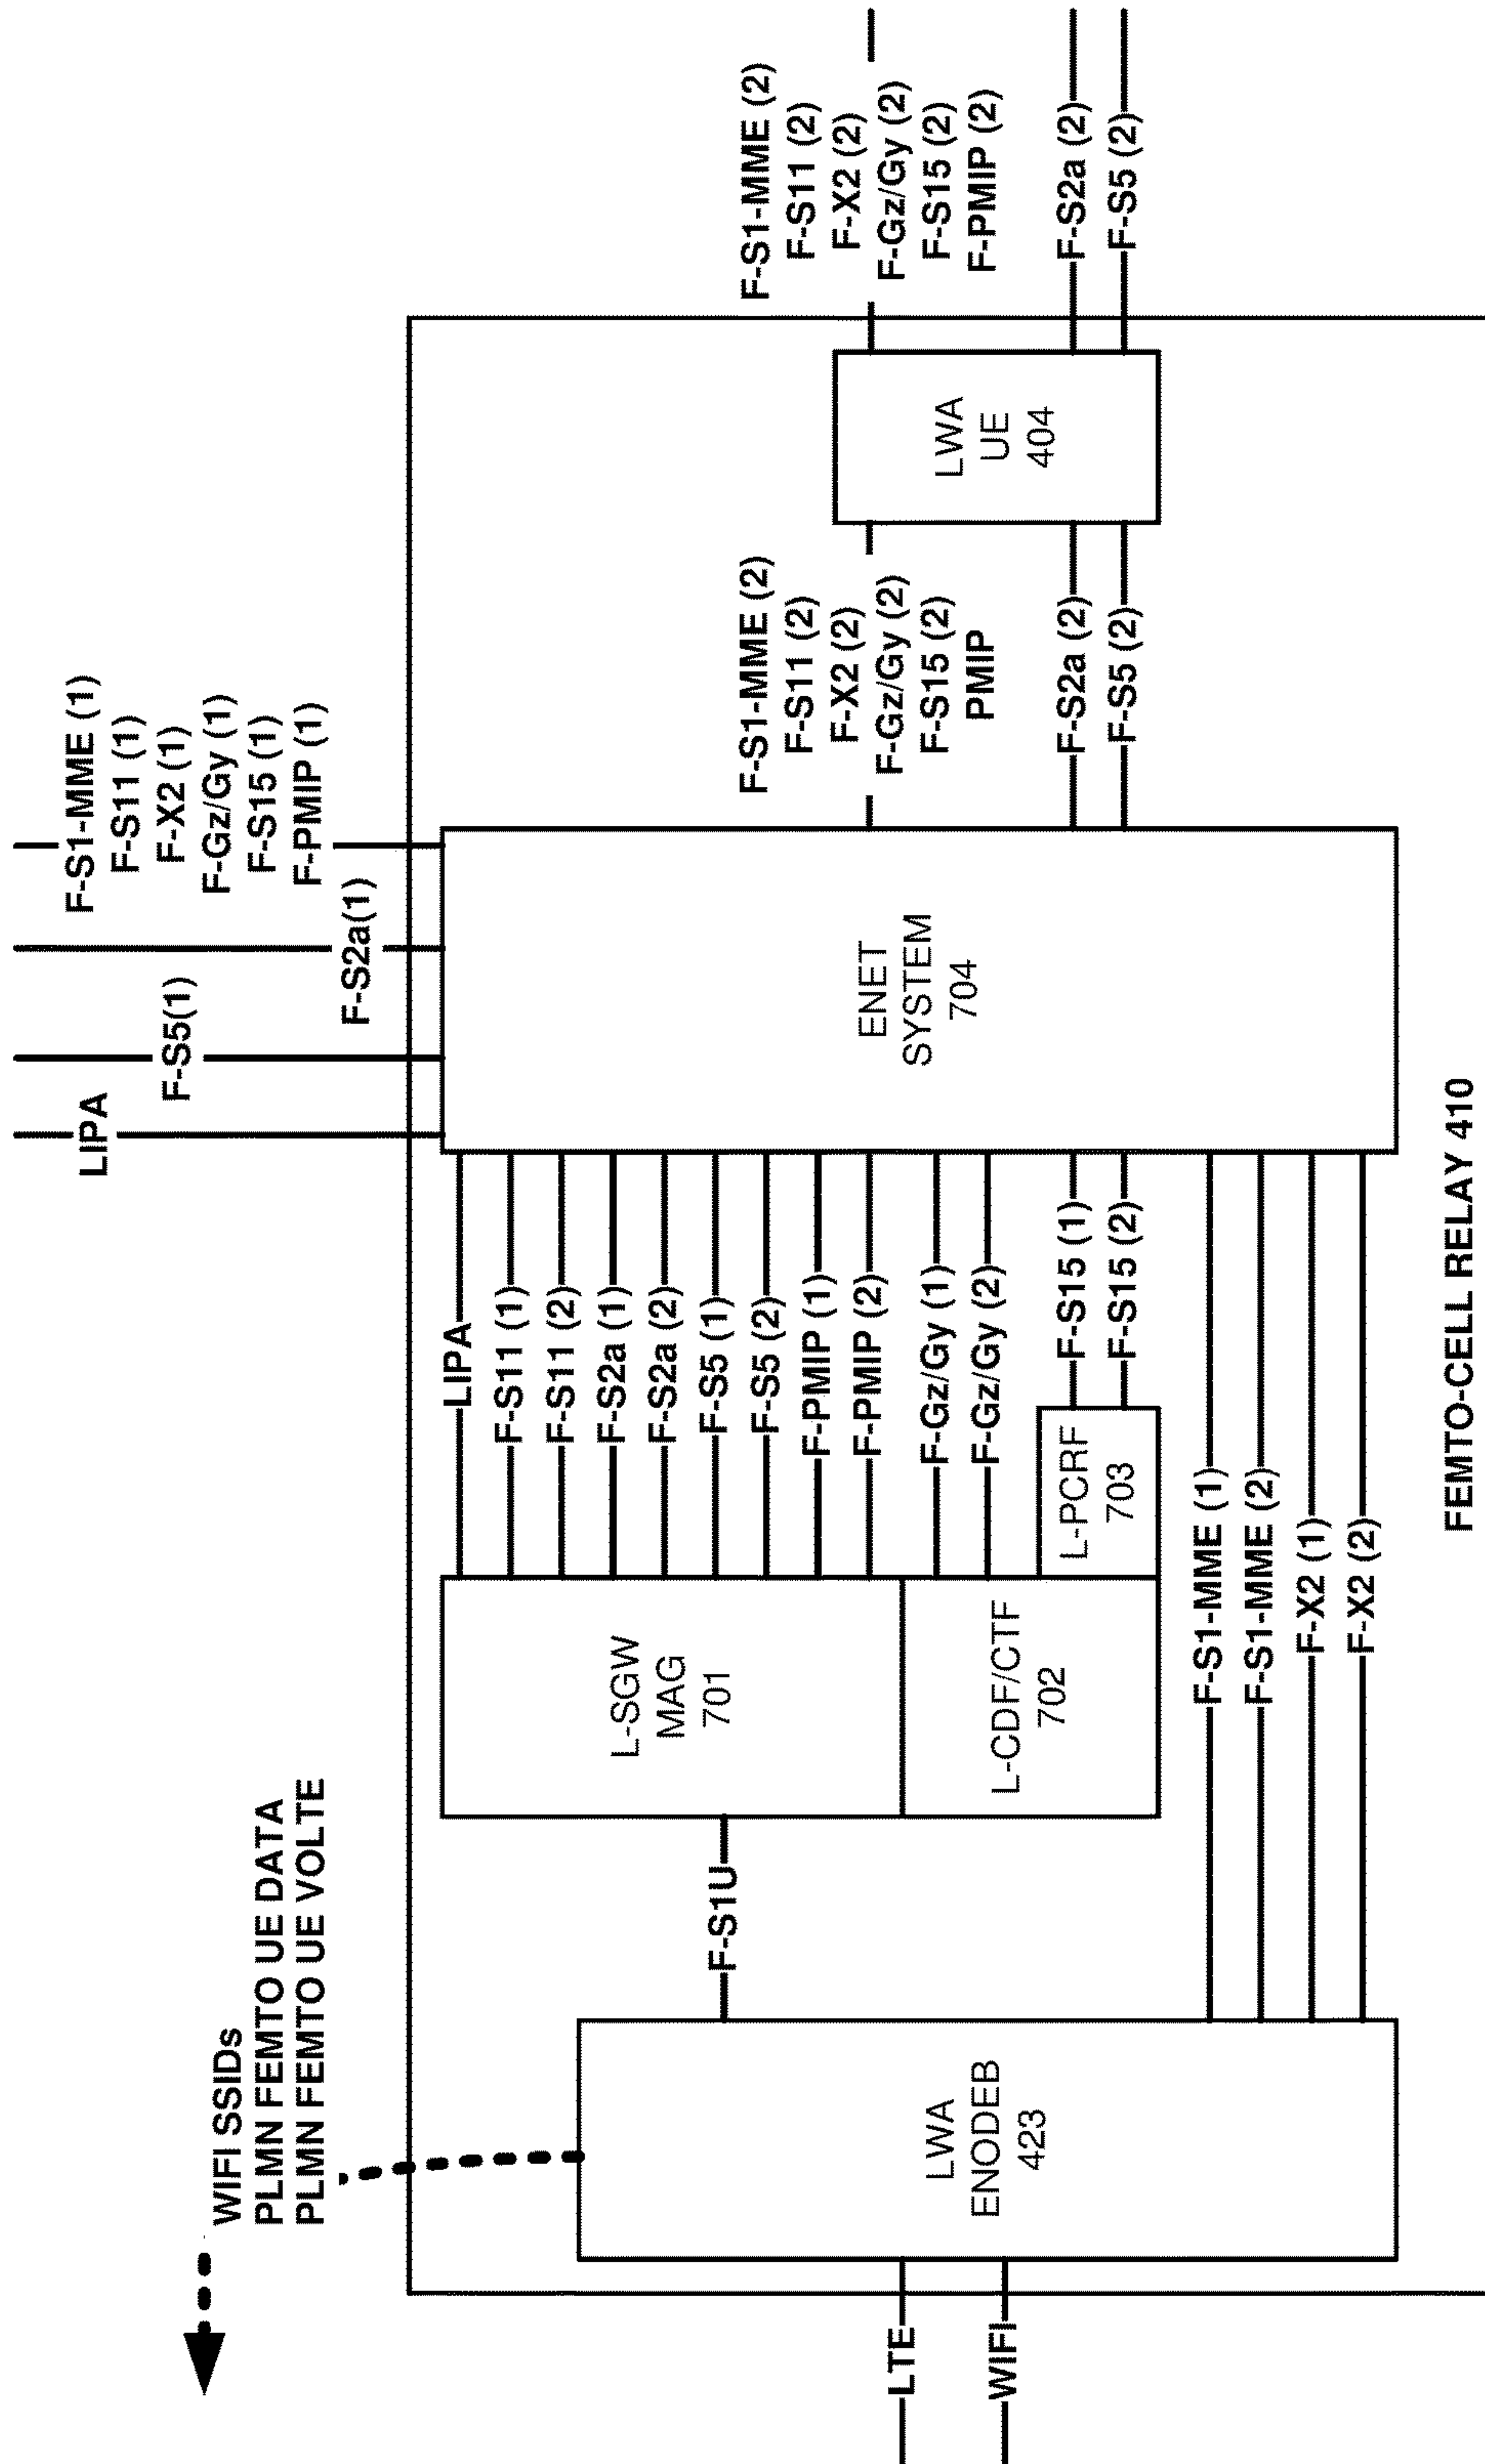 WIFI SSIDs
PLMN FEMTO UE DATA
PLMN FEMTO UE VOLTE
LIPA
F-S5(1)
F-S2a(1)
F-S1-MME (1)
F-S11 (1)
F-X2 (1)
F-Gz/Gy (1)
F-S15 (1)
F-PMIP (1)
LTE
WIFI
LWA
ENODEB
423
F-S1U
L-SGW
MAG
701
L-CDF/CTF
702
L-PCRF
703
LIPA
F-S11 (1)
F-S11 (2)
F-S2a (1)
F-S2a (2)
F-S5 (1)
F-S5 (2)
F-PMIP (1)
F-PMIP (2)
F-Gz/Gy (1)
F-Gz/Gy (2)
F-S15 (1)
F-S15 (2)
F-S1-MME (1)
F-S1-MME (2)
F-X2 (1)
F-X2 (2)
ENET
SYSTEM
704
F-S1-MME (2)
F-S11 (2)
F-X2 (2)
F-Gz/Gy (2)
F-S15 (2)
PMIP
F-S2a (2)
F-S5 (2)
LWA
UE
404
F-S1-MME (2)
F-S11 (2)
F-X2 (2)
F-Gz/Gy (2)
F-S15 (2)
F-PMIP (2)
F-S2a (2)
F-S5 (2)
FEMTO-CELL RELAY 410